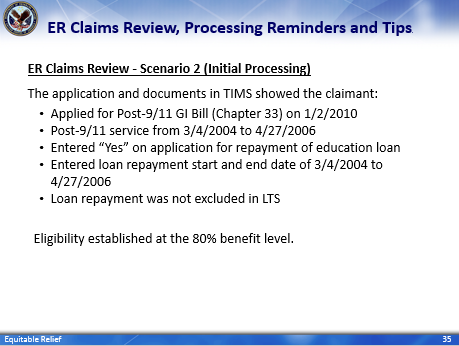 ER Claims Review, Processing Reminders and Tips.
ER Claims Review - Scenario 2 (Initial Processing)
The application and documents in TIMS showed the claimant:
• Applied for Post-9/11 GI Bill (Chapter 33) on 1/2/2010
• Post-9/11 service from 3/4/2004 to 4/27/2006
• Entered “Yes” on application for repayment of education loan
• Entered loan repayment start and end date of 3/4/2004 to
4/27/2006
• Loan repayment was not excluded in LTS
Eligibility established at the 80% benefit level.
Equitable Relief
35